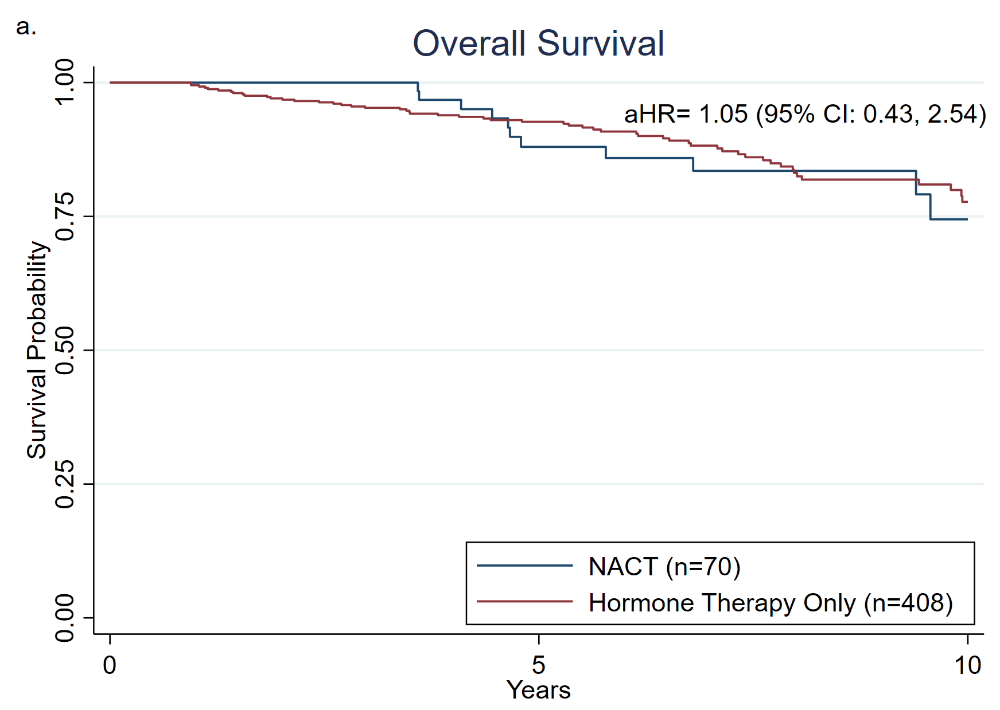 a.
Overall Survival
aHR= 1.05 (95% CI: 0.43, 2.54)
Survival Probability
1.00
0.75
0.50
0.25
0.00
NACT (n=70)
Hormone Therapy Only (n=408)
0 5 10
Years